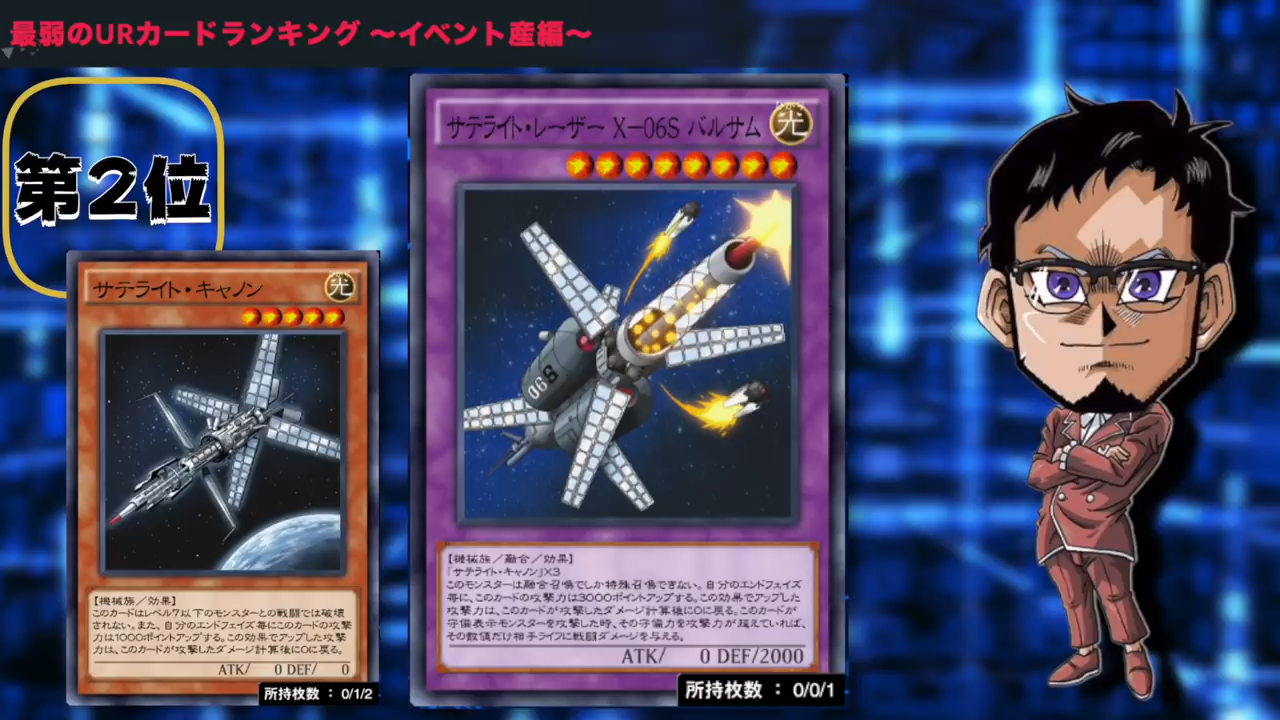 最弱のURカードランキング ～イベント産編～
第2位
サテライト・キャノン
光
【機械族／効果】
このカードはレベル7以下のモンスターとの戦闘では破壊
されない。また、自分のエンドフェイズ毎にこのカードの攻撃
力は1000ポイントアップする。この効果でアップした攻撃
力は、このカードが攻撃したダメージ計算後に0に戻る。
ATK/ 0 DEF/ 0
所持枚数 ： 0/1/2
サテライト・レーザー X－06S バルサム
光
06S
【機械族／融合／効果】
「サテライト・キャノン」×3
このモンスターは融合召喚でしか特殊召喚できない。自分のエンドフェイズ
毎に、このカードの攻撃力は3000ポイントアップする。この効果でアップした
攻撃力は、このカードが攻撃したダメージ計算後に0に戻る。このカードが
守備表示モンスターを攻撃した時、その守備力を攻撃力が超えていれば、
その数値だけ相手ライフに戦闘ダメージを与える。
ATK/ 0 DEF/2000
所持枚数 ： 0/0/1